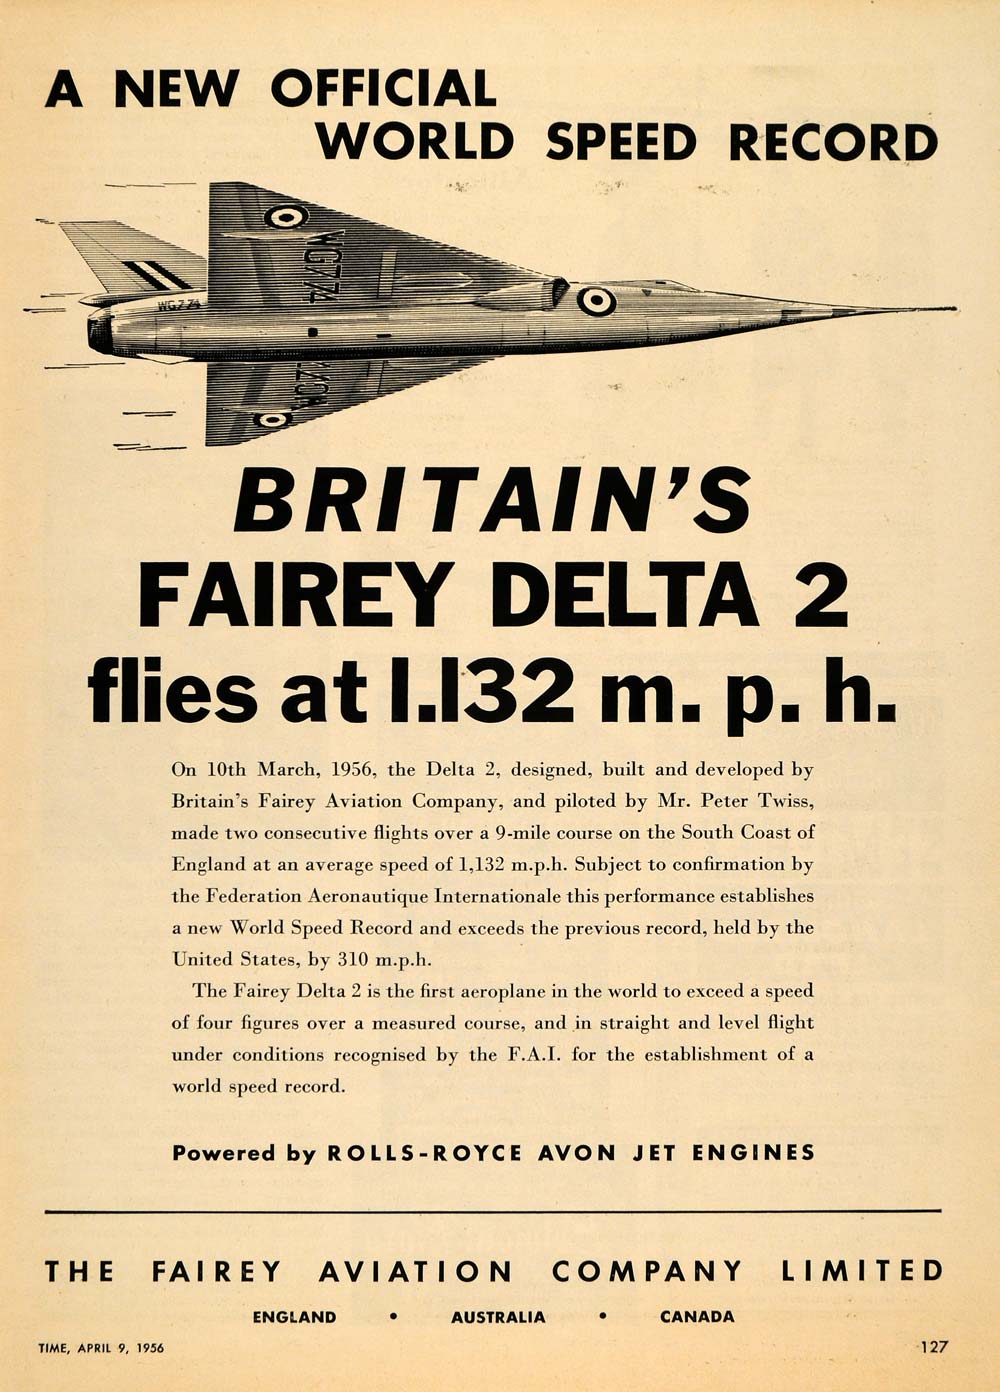 A NEW OFFICIAL
WORLD SPEED RECORD
WG774
WG774
BRITAIN'S
FAIREY DELTA 2
flies at 1.132 m. p. h.
On 10th March, 1956, the Delta 2, designed, built and developed by
Britain's Fairey Aviation Company, and piloted by Mr. Peter Twiss,
made two consecutive flights over a 9-mile course on the South Coast of
England at an average speed of 1,132 m.p.h. Subject to confirmation by
the Federation Aeronautique Internationale this performance establishes
a new World Speed Record and exceeds the previous record, held by the
United States, by 310 m.p.h.
The Fairey Delta 2 is the first aeroplane in the world to exceed a speed
of four figures over a measured course, and in straight and level flight
under conditions recognised by the F.A.I. for the establishment of a
world speed record.
Powered by ROLLS-ROYCE AVON JET ENGINES
THE FAIREY AVIATION COMPANY LIMITED
ENGLAND • AUSTRALIA • CANADA
TIME, APRIL 9, 1956
127